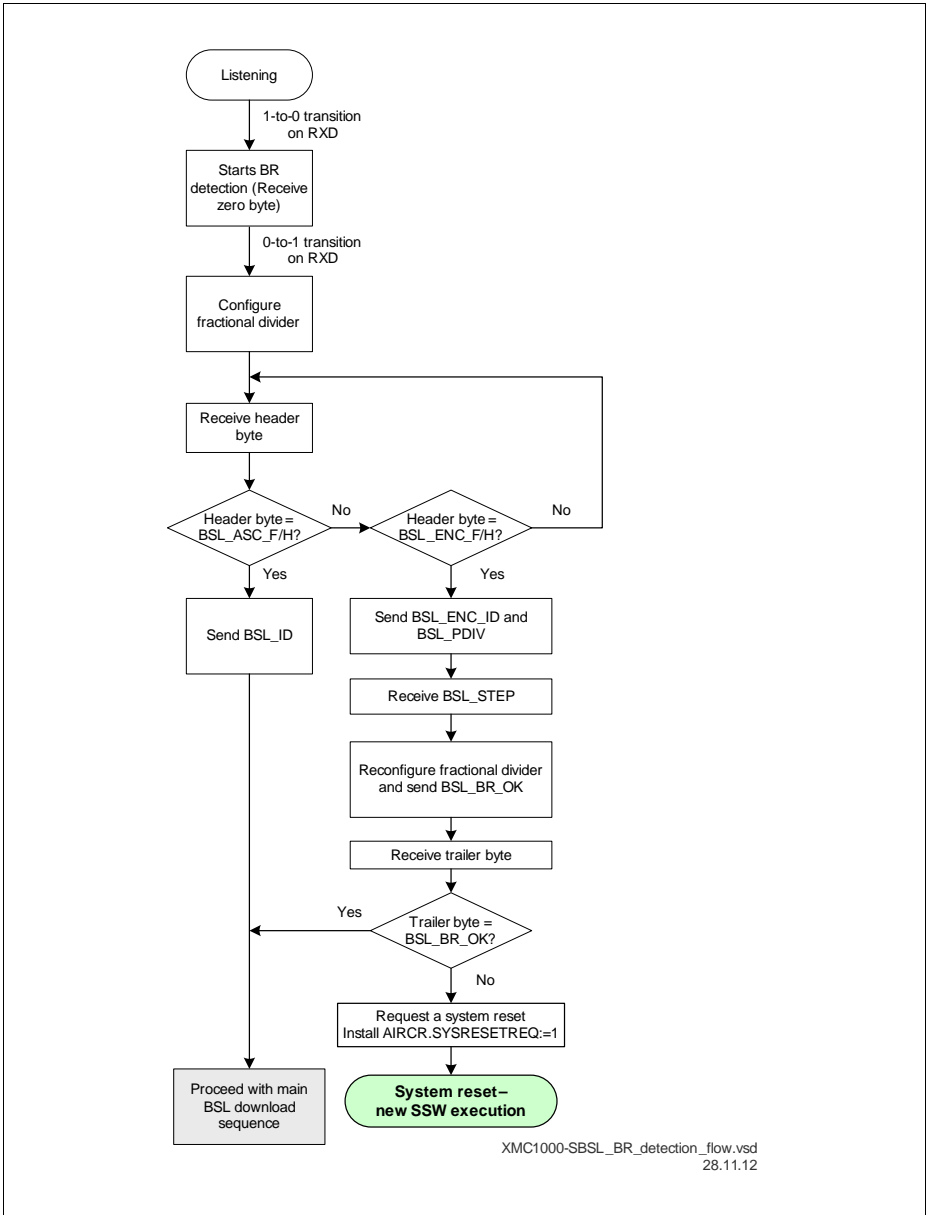 Listening
1-to-0 transition
on RXD
Starts BR
detection (Receive
zero byte)
0-to-1 transition
on RXD
Configure
fractional divider
Receive header
byte
Header byte =
BSL_ASC_F/H?
No
Header byte =
BSL_ENC_F/H?
No
Yes
Yes
Send BSL_ID
Send BSL_ENC_ID and
BSL_PDIV
Receive BSL_STEP
Reconfigure fractional divider
and send BSL_BR_OK
Receive trailer byte
Yes
Trailer byte =
BSL_BR_OK?
No
Request a system reset
Install AIRCR.SYSRESETREQ:=1
Proceed with main
BSL download
sequence
System reset–
new SSW execution
XMC1000-SBSL_BR_detection_flow.vsd
28.11.12